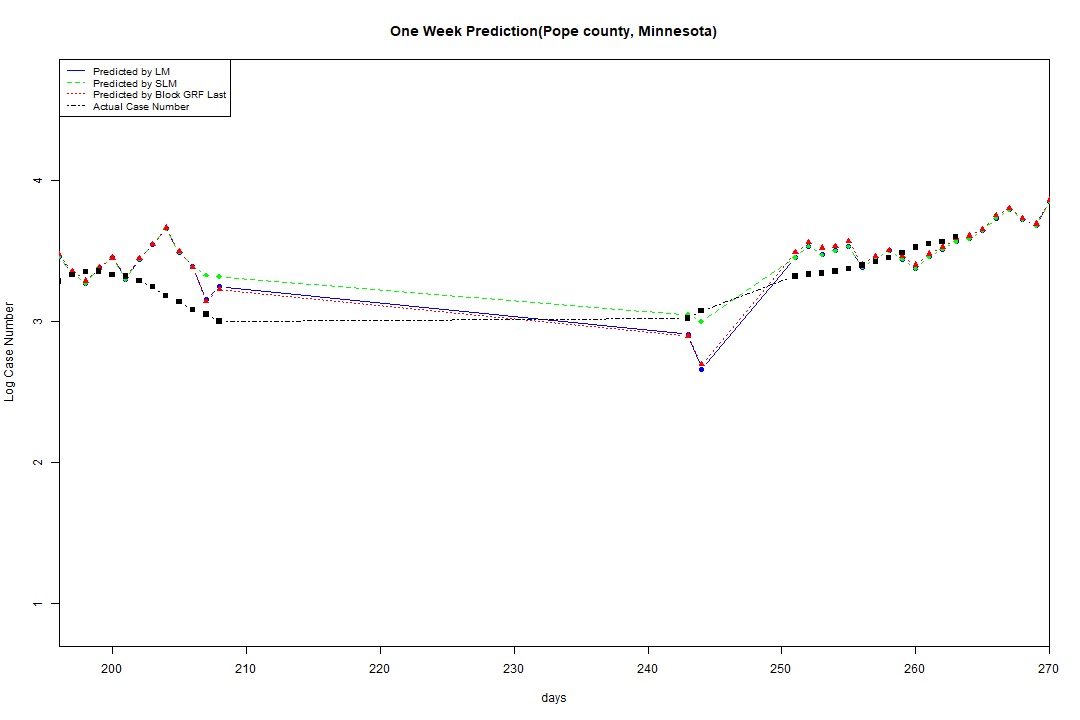 One Week Prediction(Pope county, Minnesota)
Predicted by LM
Predicted by SLM
Predicted by Block GRF Last
Actual Case Number
4
3
2
1
Log Case Number
200 210 220 230 240 250 260 270
days